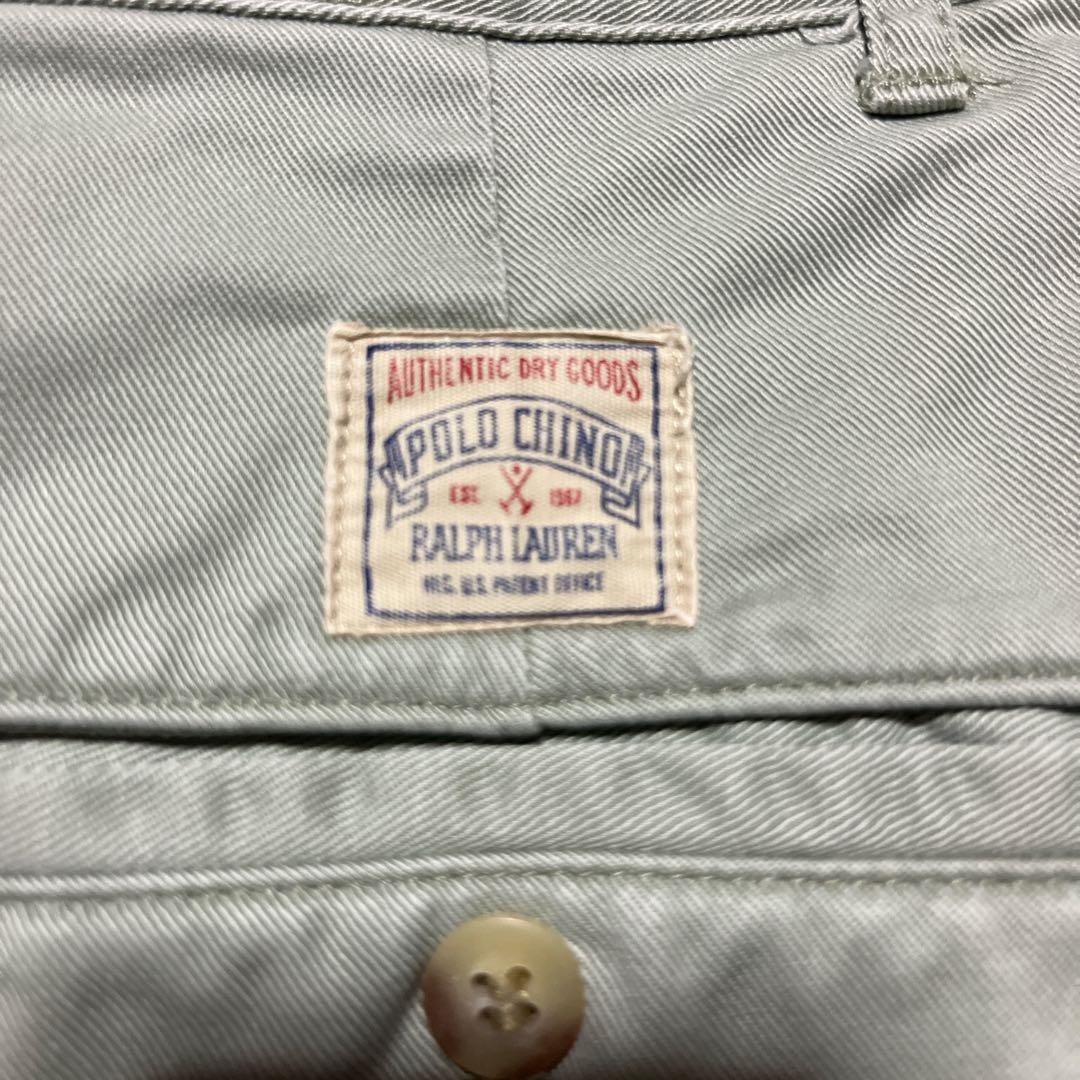 AUTHENTIC DRY GOODS
POLO CHINO
EST. 1967
RALPH LAUREN
REG. U.S. PATENT OFFICE